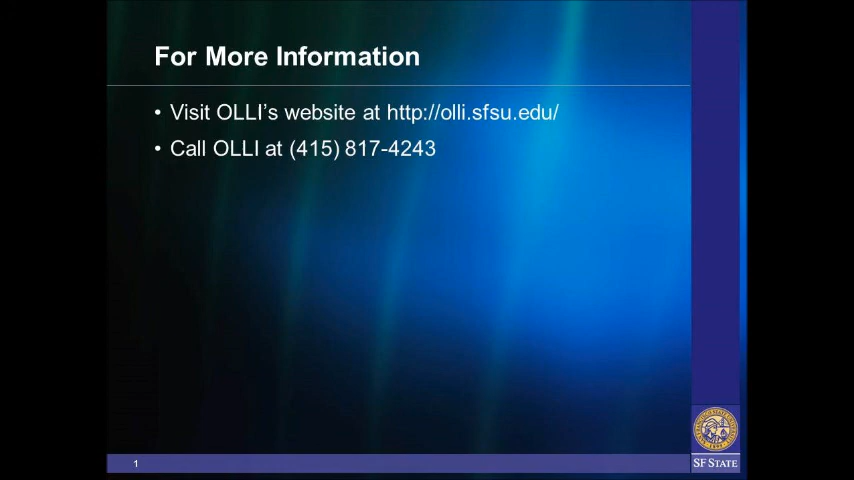 For More Information
• Visit OLLI's website at http://olli.sfsu.edu/
• Call OLLI at (415) 817-4243
1
SF STATE